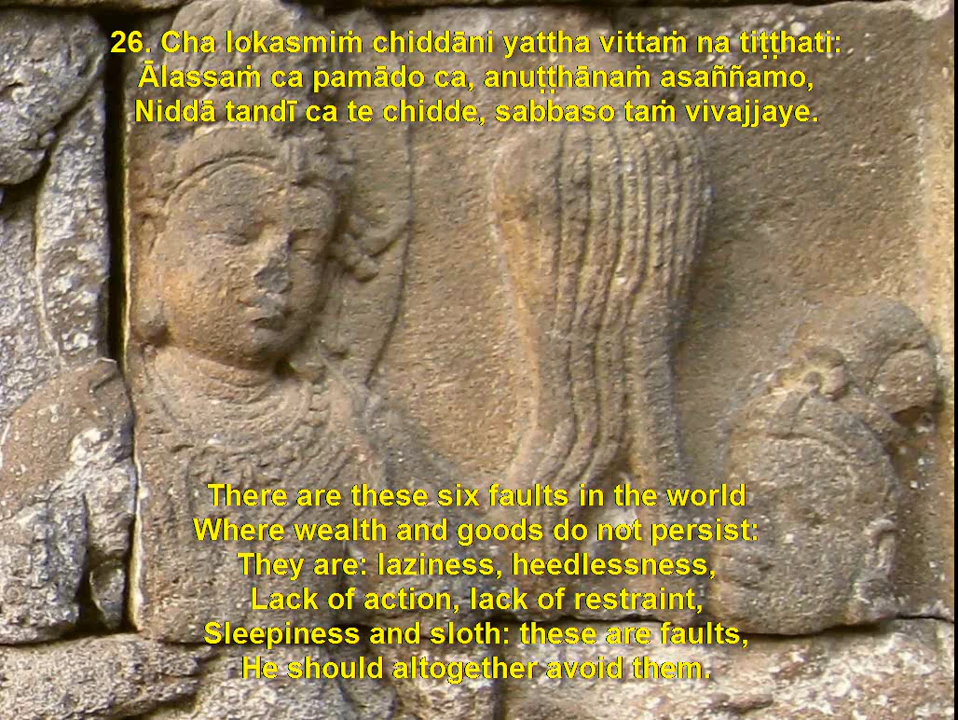 26. Cha lokasmiṁ chiddāni yattha vittaṁ na tiṭṭhati:
Ālassaṁ ca pamādo ca, anuṭṭhānaṁ asaññamo,
Niddā tandī ca te chidde, sabbaso taṁ vivajjaye.
There are these six faults in the world
Where wealth and goods do not persist:
They are: laziness, heedlessness,
Lack of action, lack of restraint,
Sleepiness and sloth: these are faults,
He should altogether avoid them.